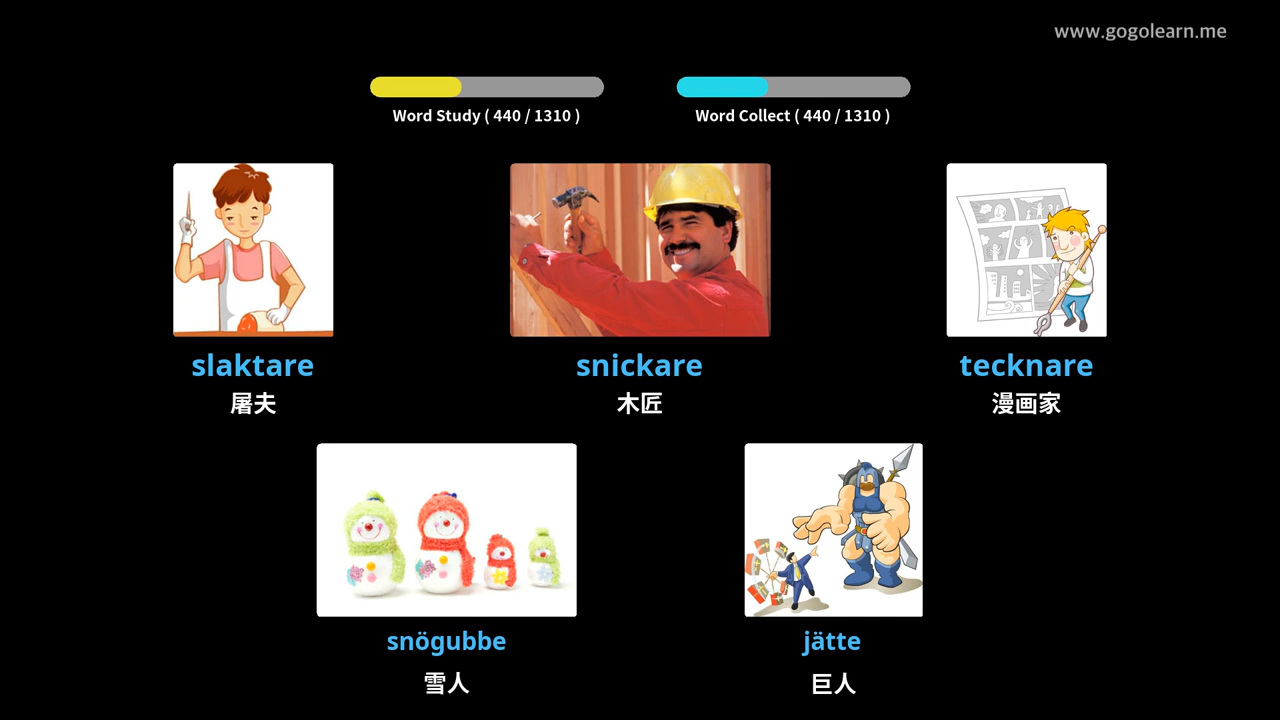 www.gogolearn.me
Word Study ( 440 / 1310 )
Word Collect ( 440 / 1310 )
slaktare
屠夫
snickare
木匠
tecknare
漫画家
snögubbe
雪人
jätte
巨人